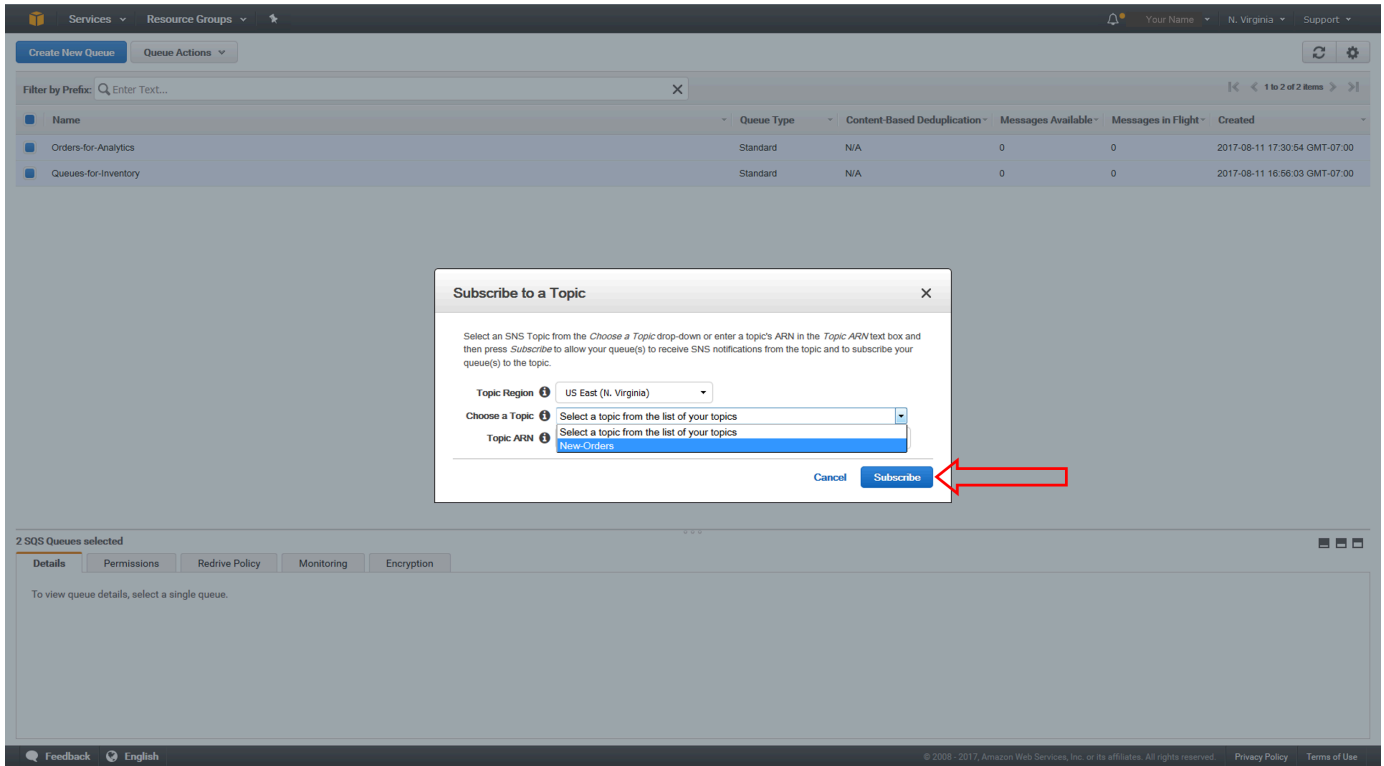 Services Resource Groups Your Name N. Virginia Support
Create New Queue Queue Actions
Filter by Prefix: Enter Text... 1 to 2 of 2 items
Name Queue Type Content-Based Deduplication Messages Available Messages in Flight Created
Orders-for-Analytics Standard N/A 0 0 2017-08-11 17:30:54 GMT-07:00
Queues-for-Inventory Standard N/A 0 0 2017-08-11 16:56:03 GMT-07:00
Subscribe to a Topic
Select an SNS Topic from the Choose a Topic drop-down or enter a topic's ARN in the Topic ARN text box and
then press Subscribe to allow your queue(s) to receive SNS notifications from the topic and to subscribe your
queue(s) to the topic.
Topic Region US East (N. Virginia)
Choose a Topic Select a topic from the list of your topics
Select a topic from the list of your topics
Topic ARN
New-Orders
Cancel Subscribe
2 SQS Queues selected
Details Permissions Redrive Policy Monitoring Encryption
To view queue details, select a single queue.
Feedback English © 2008 - 2017, Amazon Web Services, Inc. or its affiliates. All rights reserved. Privacy Policy Terms of Use